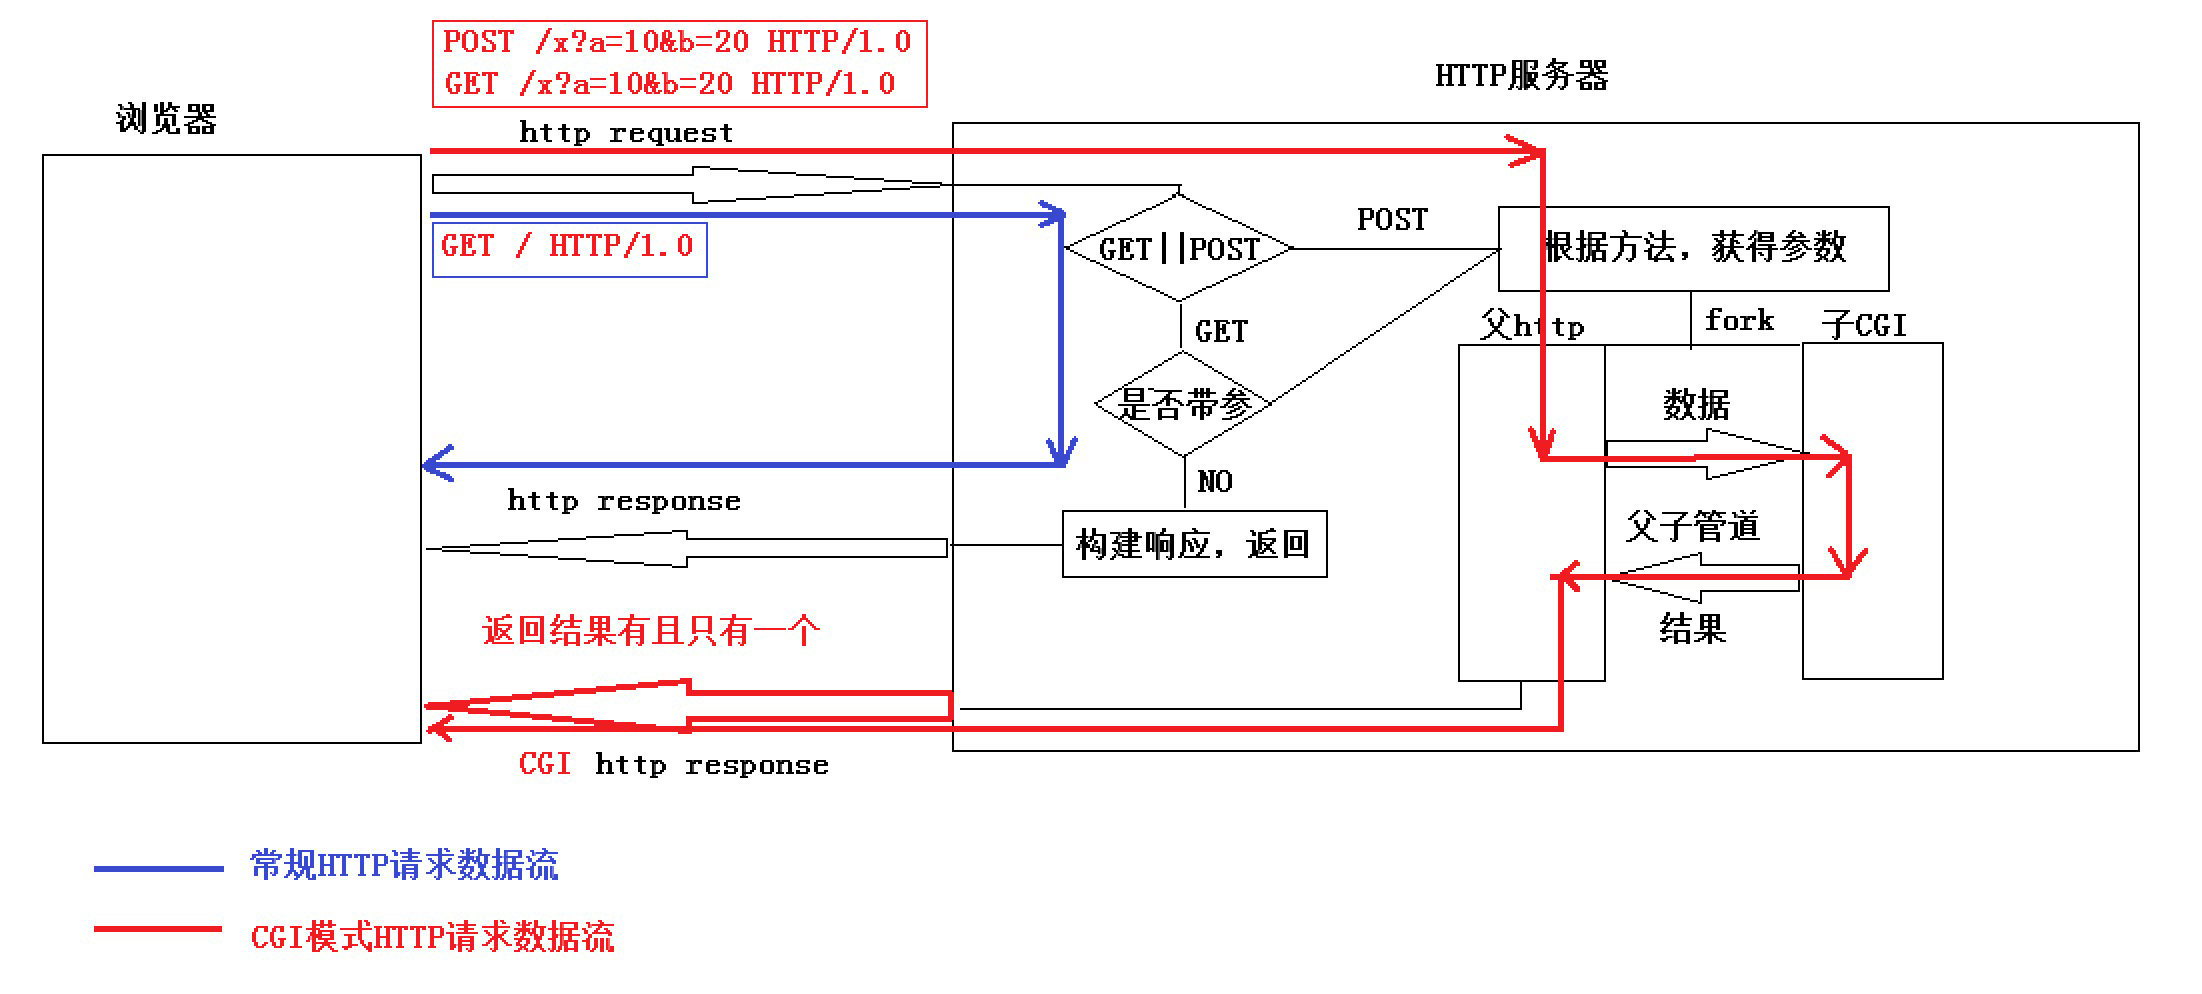 POST /x?a=10&b=20 HTTP/1.0
GET /x?a=10&b=20 HTTP/1.0
HTTP服务器
浏览器
http request
GET / HTTP/1.0
GET||POST
POST
根据方法，获得参数
GET
父http
fork
子CGI
是否带参
数据
NO
http response
构建响应，返回
父子管道
结果
返回结果有且只有一个
CGI http response
常规HTTP请求数据流
CGI模式HTTP请求数据流